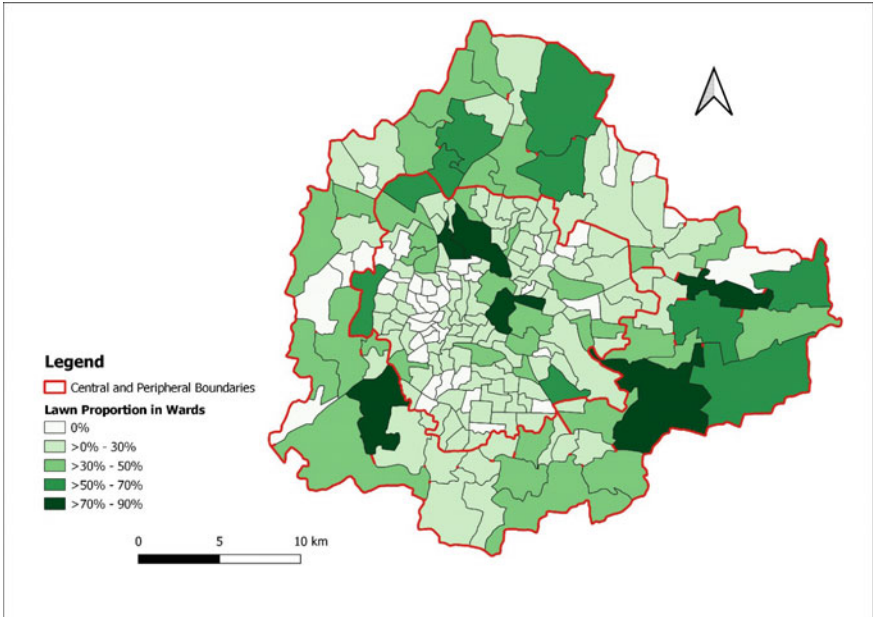 Legend
Central and Peripheral Boundaries
Lawn Proportion in Wards
0%
>0% - 30%
>30% - 50%
>50% - 70%
>70% - 90%
0 5 10 km